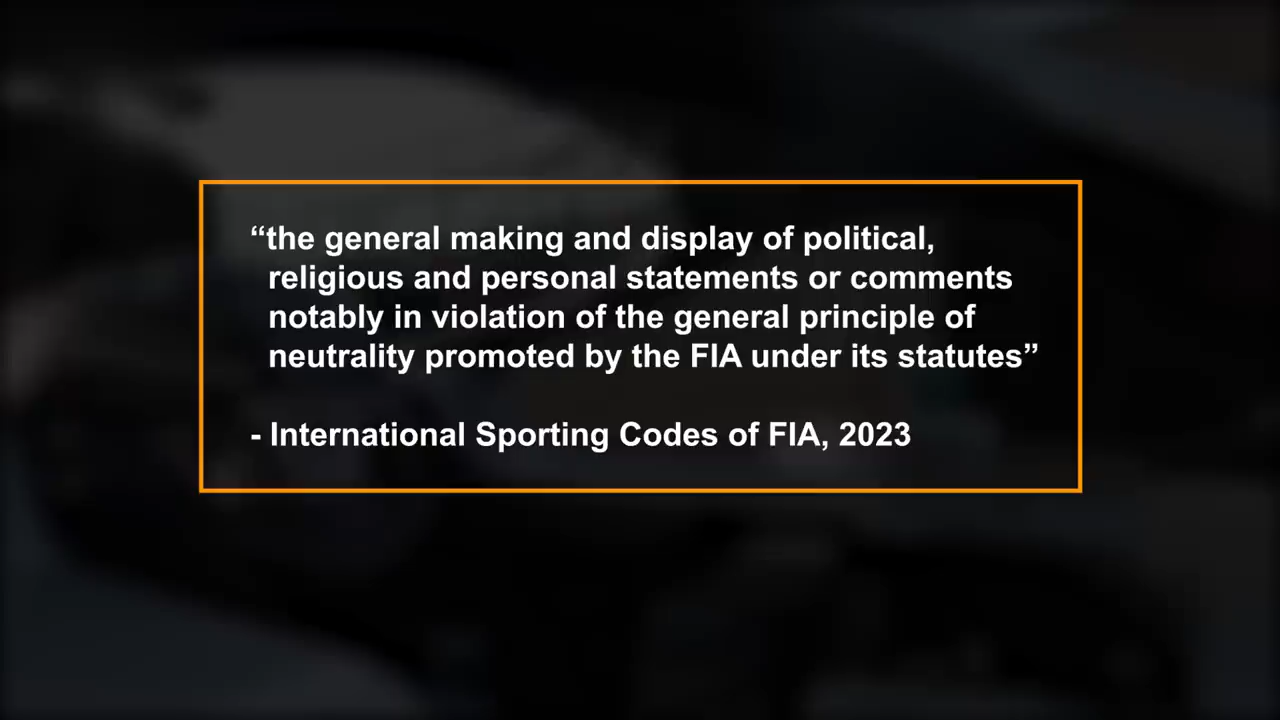 “the general making and display of political,
religious and personal statements or comments
notably in violation of the general principle of
neutrality promoted by the FIA under its statutes”
- International Sporting Codes of FIA, 2023